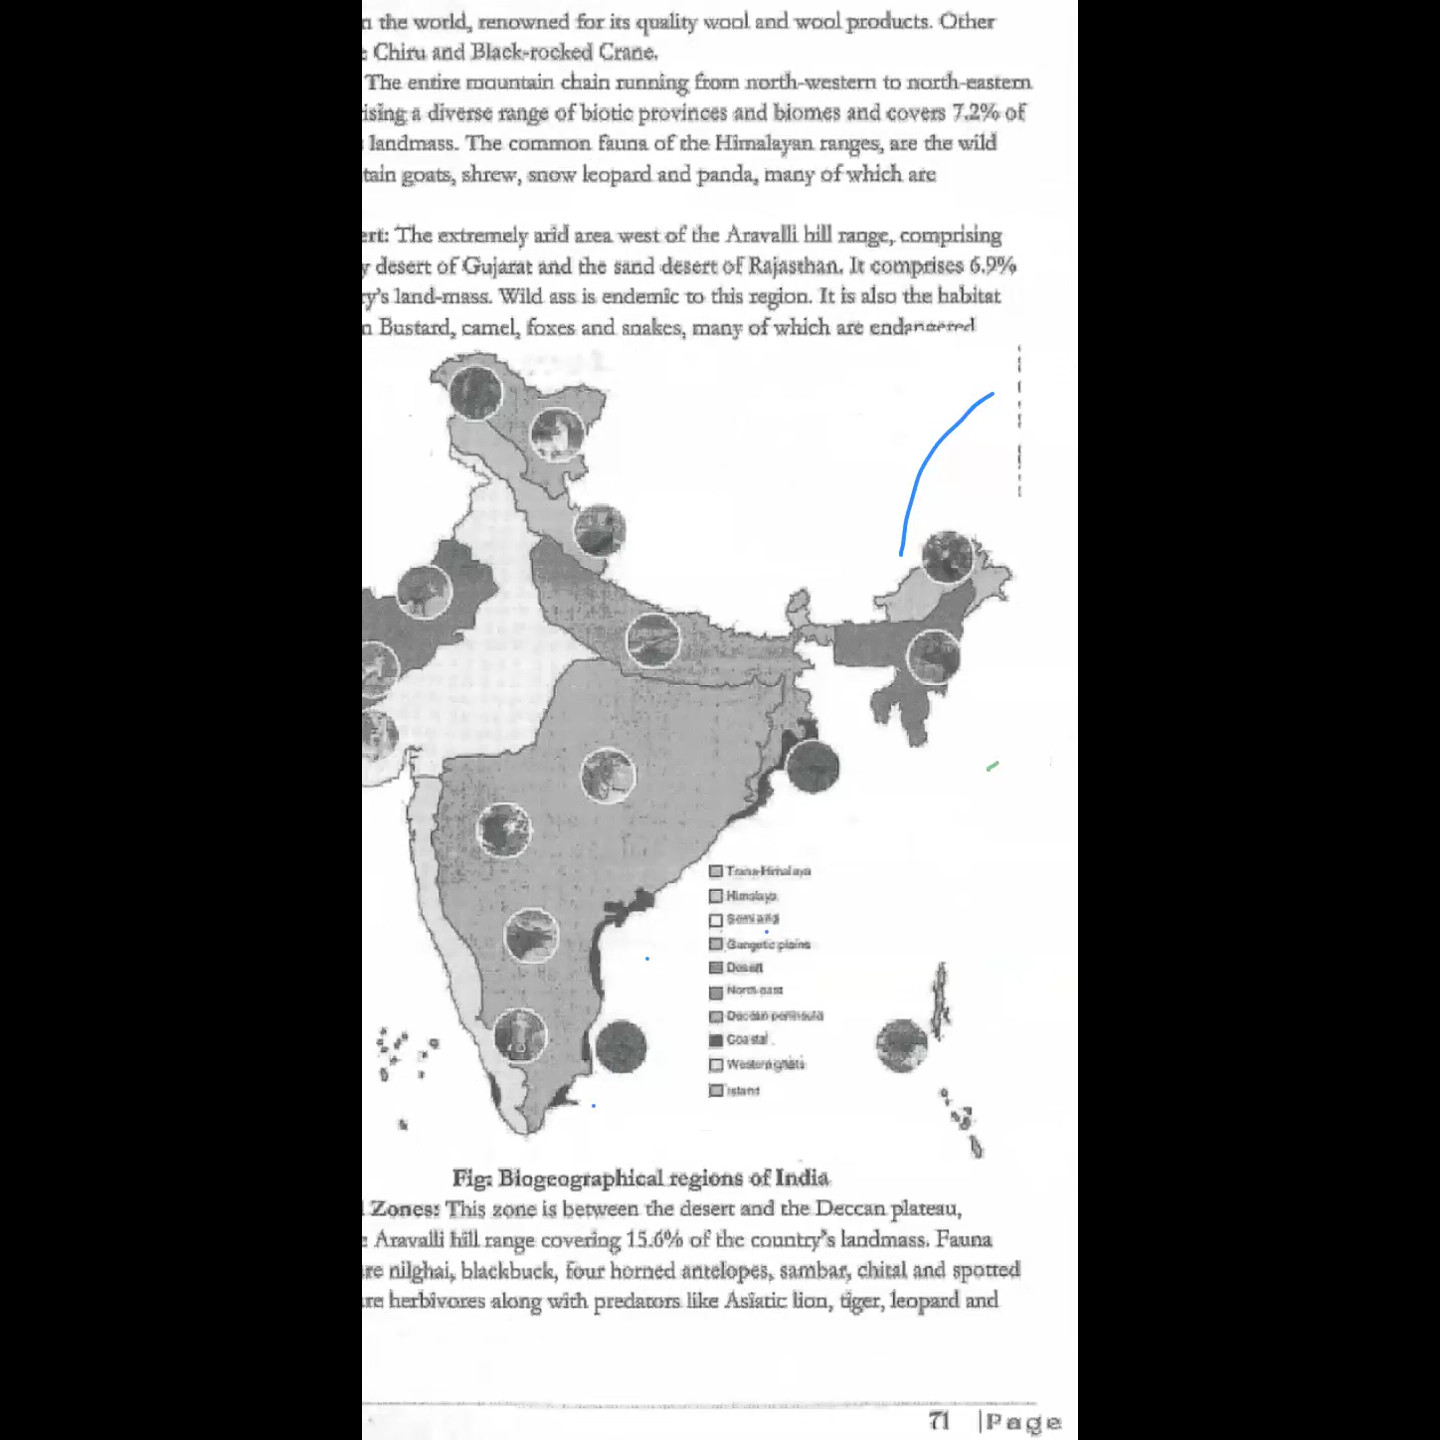 the world, renowned for its quality wool and wool products. Other
Chiru and Black-rocked Crane.
The entire mountain chain running from north-western to north-eastern
ising a diverse range of biotic provinces and biomes and covers 7.2% of
landmass. The common fauna of the Himalayan ranges, are the wild
tain goats, shrew, snow leopard and panda, many of which are
ert: The extremely arid area west of the Aravalli hill range, comprising
y desert of Gujarat and the sand desert of Rajasthan. It comprises 6.9%
y's land-mass. Wild ass is endemic to this region. It is also the habitat
n Bustard, camel, foxes and snakes, many of which are endangered
Trans-Himalaya
Himalaya
Semi arid
Gangetic plains
Desert
North east
Deccan peninsula
Coastal
Western ghats
Island
Fig: Biogeographical regions of India
Zones: This zone is between the desert and the Deccan plateau,
Aravalli hill range covering 15.6% of the country's landmass. Fauna
re nilghai, blackbuck, four horned antelopes, sambar, chital and spotted
re herbivores along with predators like Asiatic lion, tiger, leopard and
71 |Page